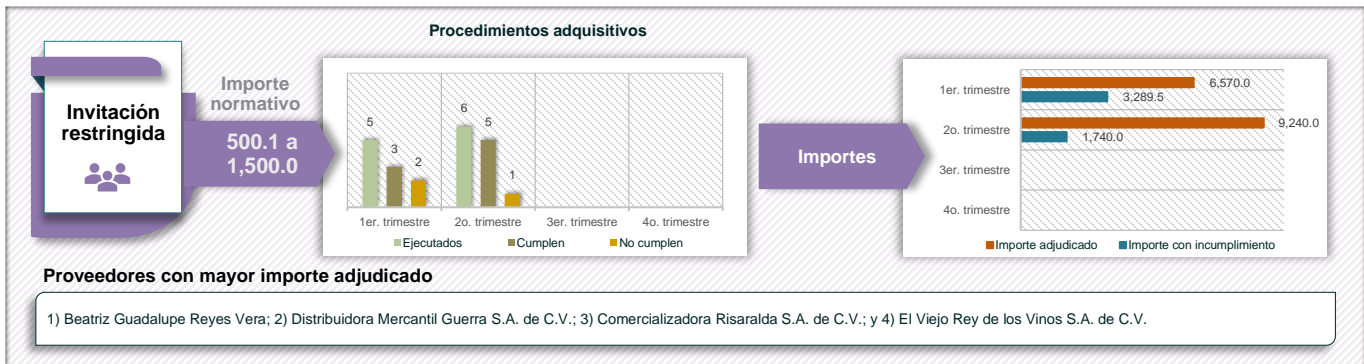 Procedimientos adquisitivos
Invitación
restringida
Importe
normativo
500.1 a
1,500.0
5
3
2
6
5
1
1er. trimestre
2o. trimestre
3er. trimestre
4o. trimestre
Ejecutados
Cumplen
No cumplen
Importes
1er. trimestre
6,570.0
3,289.5
2o. trimestre
9,240.0
1,740.0
3er. trimestre
4o. trimestre
Importe adjudicado
Importe con incumplimiento
Proveedores con mayor importe adjudicado
1) Beatriz Guadalupe Reyes Vera; 2) Distribuidora Mercantil Guerra S.A. de C.V.; 3) Comercializadora Risaralda S.A. de C.V.; y 4) El Viejo Rey de los Vinos S.A. de C.V.